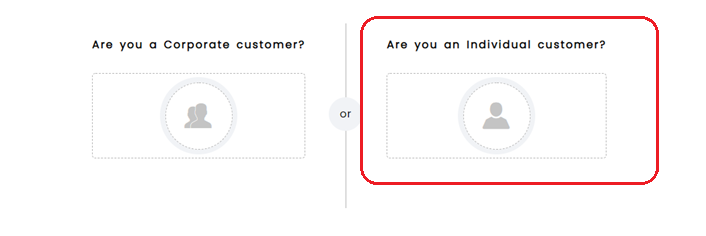 Are you a Corporate customer?
or
Are you an Individual customer?